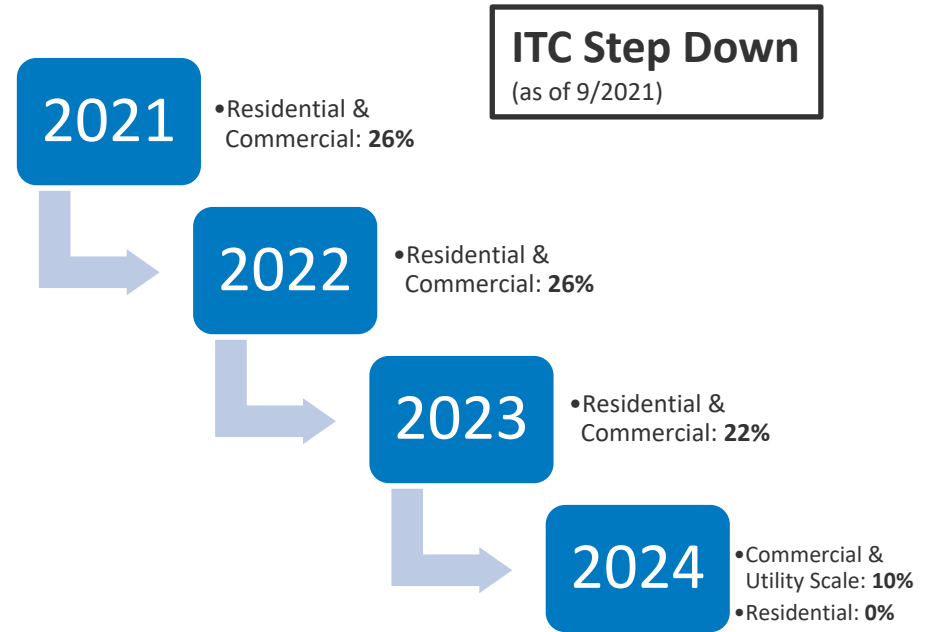 ITC Step Down
(as of 9/2021)
2021
•Residential &
Commercial: 26%
2022
•Residential &
Commercial: 26%
2023
•Residential &
Commercial: 22%
2024
•Commercial &
Utility Scale: 10%
•Residential: 0%